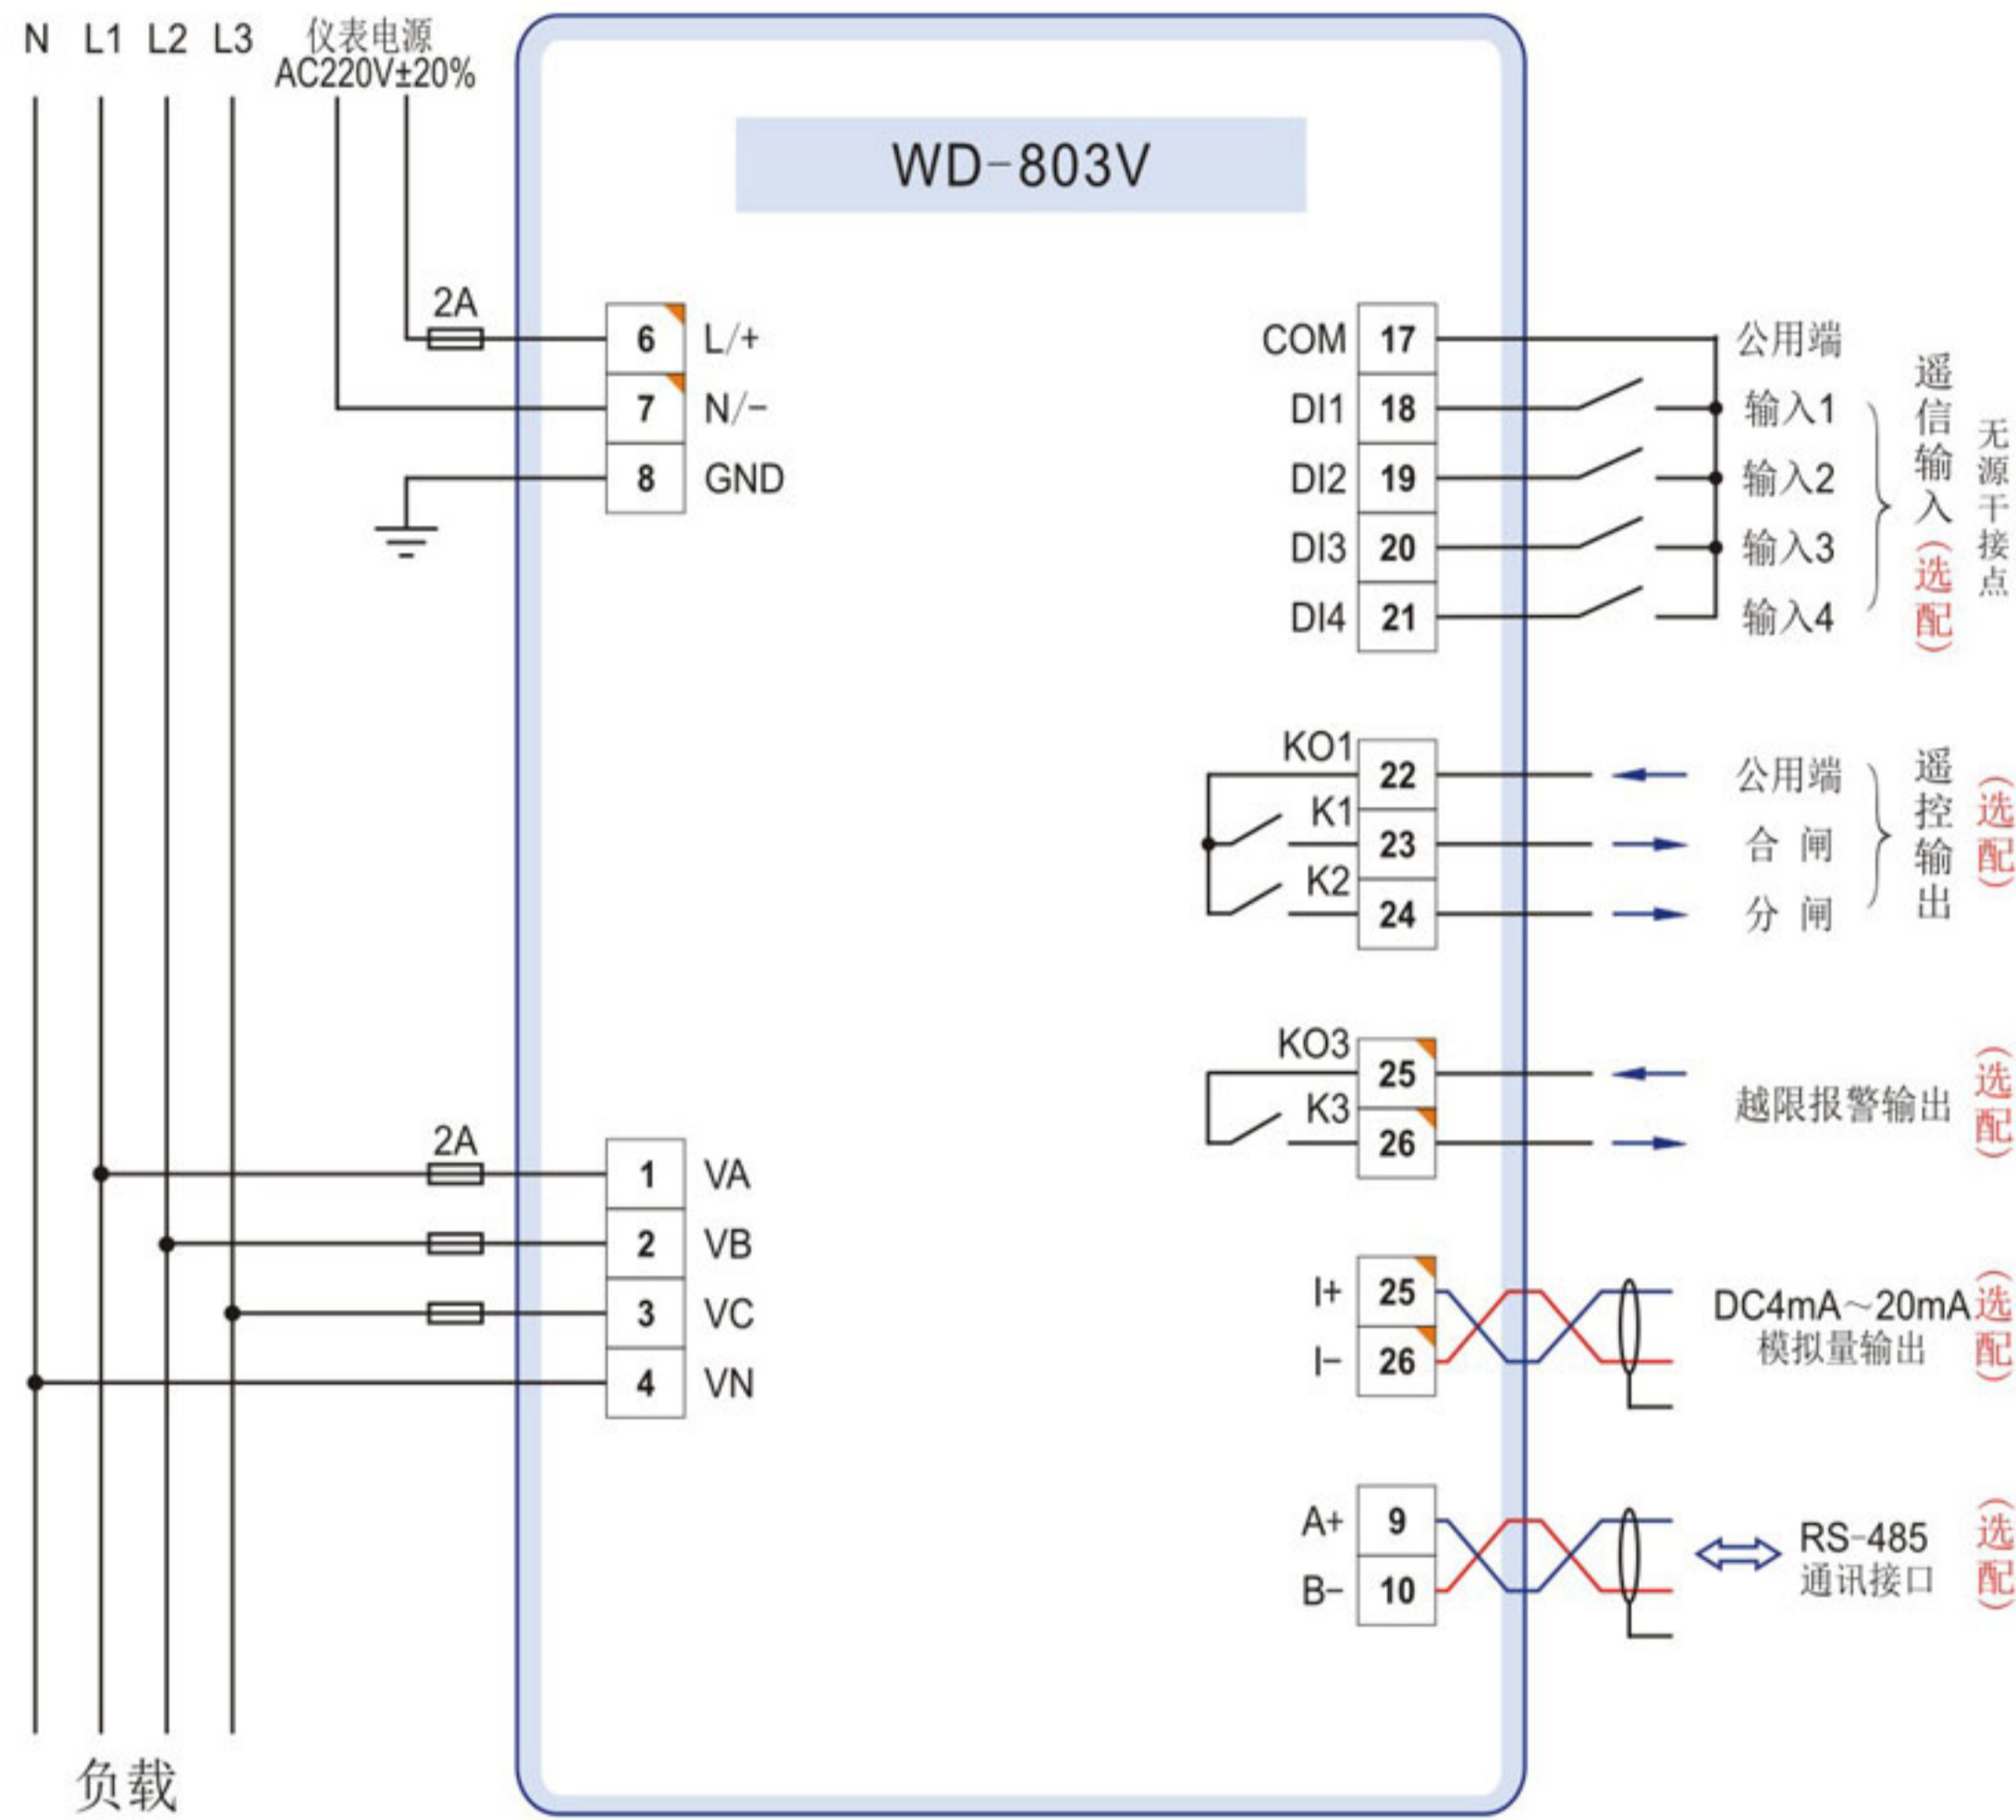 N L1 L2 L3 仪表电源
AC220V±20%
WD-803V
2A
6 L/+
7 N/-
8 GND
COM 17 公用端
DI1 18 输入1
DI2 19 输入2
DI3 20 输入3
DI4 21 输入4
遥信输入(选配)
无源干接点
KO1 22 公用端
K1 23 合闸
K2 24 分闸
遥控输出
(选配)
KO3 25
K3 26
越限报警输出
(选配)
2A
1 VA
2 VB
3 VC
4 VN
I+ 25
I- 26
DC4mA~20mA
模拟量输出
(选配)
A+ 9
B- 10
RS-485
通讯接口
(选配)
负载